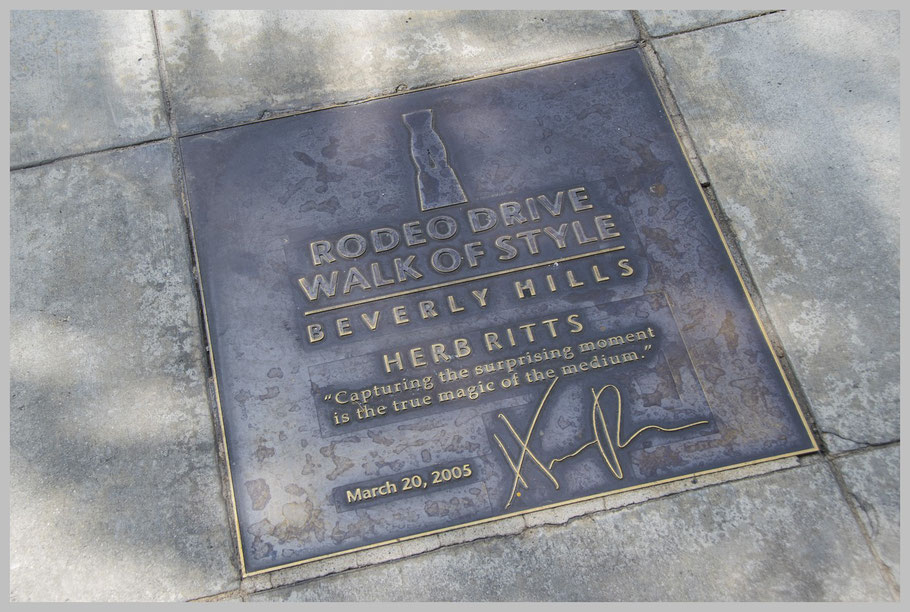 RODEO DRIVE
WALK OF STYLE
BEVERLY HILLS
HERB RITTS
“Capturing the surprising moment
is the true magic of the medium.”
March 20, 2005